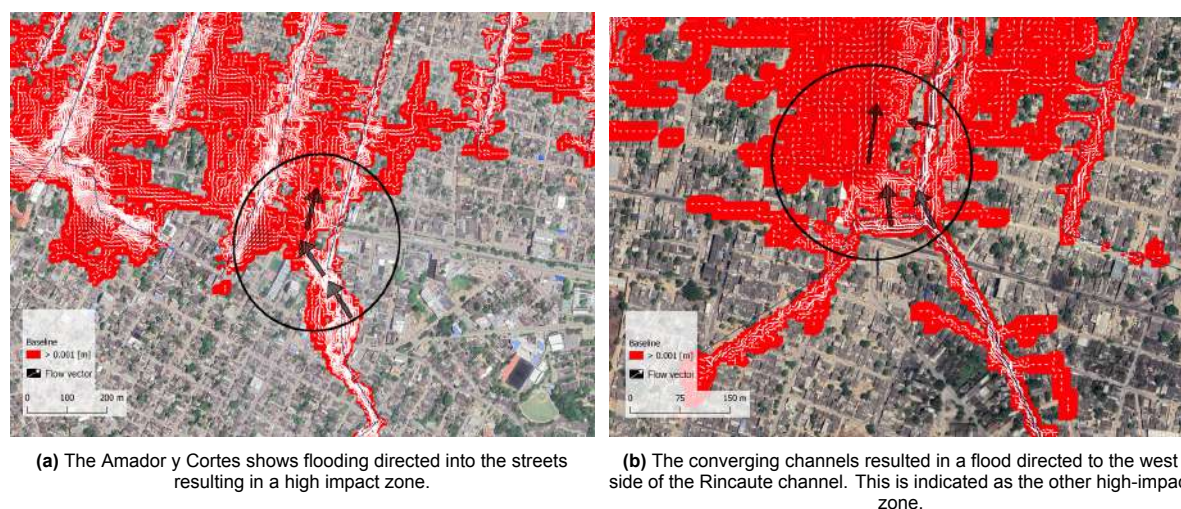 Baseline
> 0.001 [m]
Flow vector
0 100 200 m
Baseline
> 0.001 [m]
Flow vector
0 75 150 m
(a) The Amador y Cortes shows flooding directed into the streets
resulting in a high impact zone.
(b) The converging channels resulted in a flood directed to the west
side of the Rincaute channel. This is indicated as the other high-impac
zone.